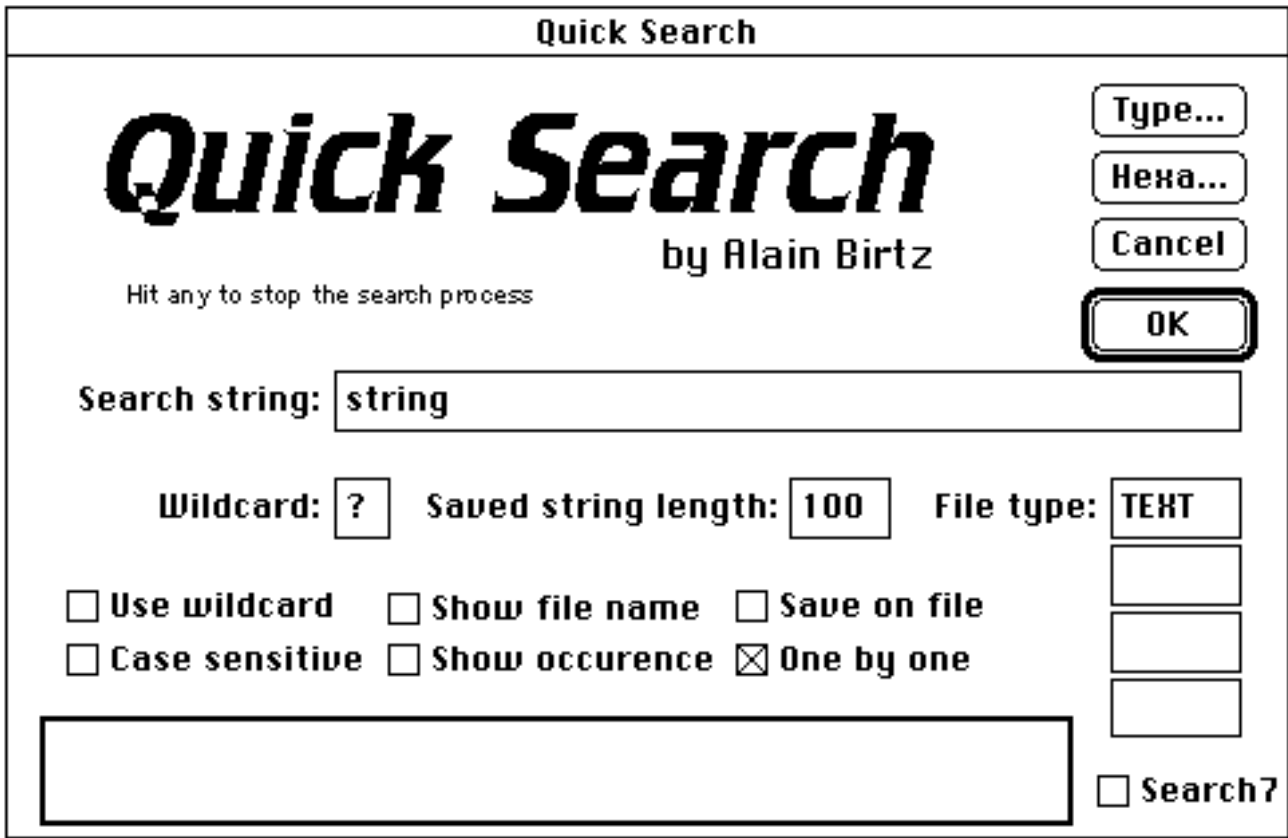 Quick Search
Quick Search
by Alain Birtz
Hit any to stop the search process
Type...
Hexa...
Cancel
OK
Search string: string
Wildcard: ? Saved string length: 100 File type: TEXT
Use wildcard Show file name Save on file
Case sensitive Show occurence One by one
Search7